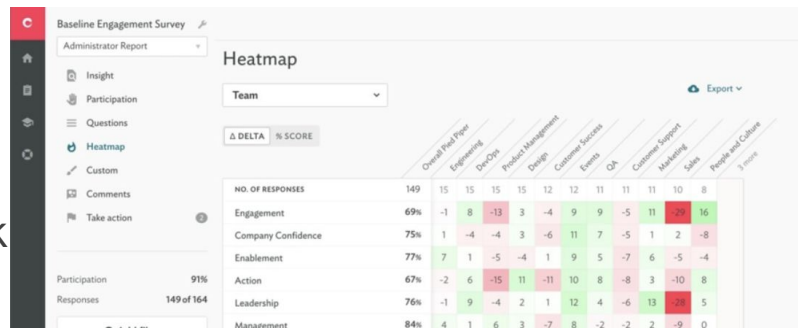 Baseline Engagement Survey
Administrator Report
Insight
Participation
Questions
Heatmap
Custom
Comments
Take action 2
Participation 91%
Responses 149 of 164
Heatmap
Team
Export
Δ DELTA % SCORE
Overall Pied Piper
Engineering
DevOps
Product Management
Design
Customer Success
Events
QA
Customer Support
Marketing
Sales
People and Culture
3 more
NO. OF RESPONSES 149 15 15 15 15 12 12 11 11 11 10 8
Engagement 69% -1 8 -13 3 -4 9 9 -5 11 -29 16
Company Confidence 75% 1 -4 -4 3 -6 11 7 -5 1 2 -8
Enablement 77% 7 1 -5 -4 1 9 5 -7 6 -5 -4
Action 67% -2 6 -15 11 -11 10 8 -8 3 -10 8
Leadership 76% -1 9 -4 2 1 12 4 -6 13 -28 5
Management 84% 4 1 6 3 -7 8 -2 -2 2 -9 0